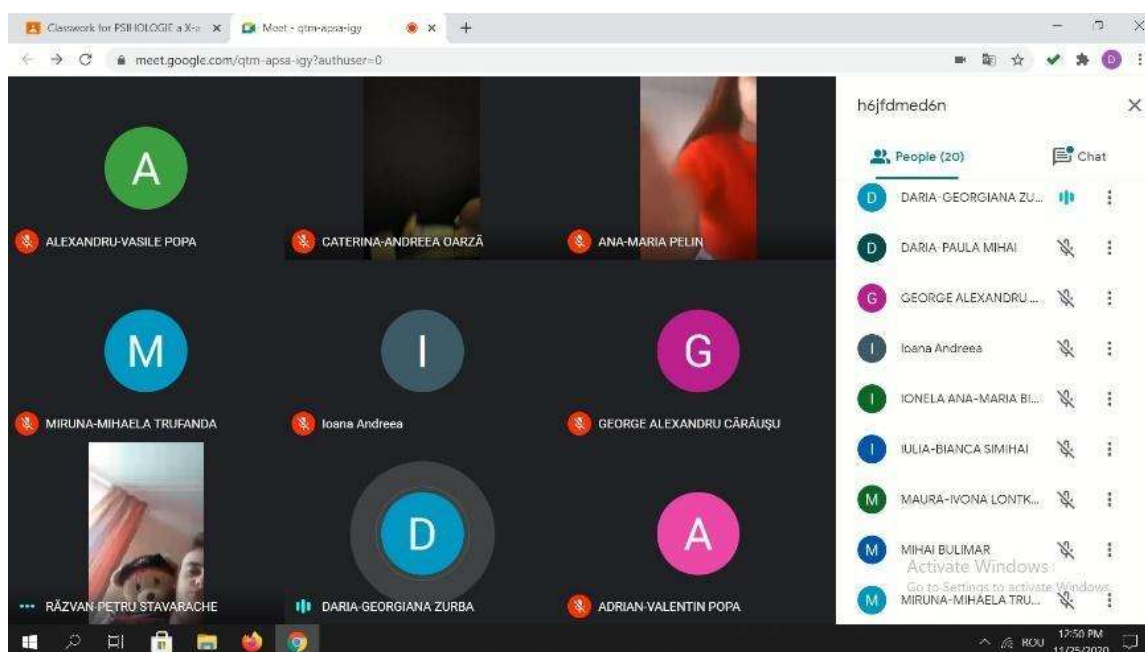 Classwork for PSIHOLOGIE a X-a
Meet - qtm-apsa-igy
meet.google.com/qtm-apsa-igy?authuser=0
D
A
ALEXANDRU-VASILE POPA
CATERINA-ANDREEA OARZĂ
ANA-MARIA PELIN
M
MIRUNA-MIHAELA TRUFANDA
I
Ioana Andreea
G
GEORGE ALEXANDRU CĂRĂUȘU
RĂZVAN-PETRU STAVARACHE
D
DARIA-GEORGIANA ZURBA
A
ADRIAN-VALENTIN POPA
h6jfdmed6n
People (20)
Chat
D DARIA-GEORGIANA ZU...
D DARIA-PAULA MIHAI
G GEORGE ALEXANDRU ...
I Ioana Andreea
I IONELA ANA-MARIA BI...
I IULIA-BIANCA SIMIHAI
M MAURA-IVONA LONTK...
M MIHAI BULIMAR
Activate Windows
Go to Settings to activate Windows.
M MIRUNA-MIHAELA TRU...
ROU
12:50 PM
11/25/2020